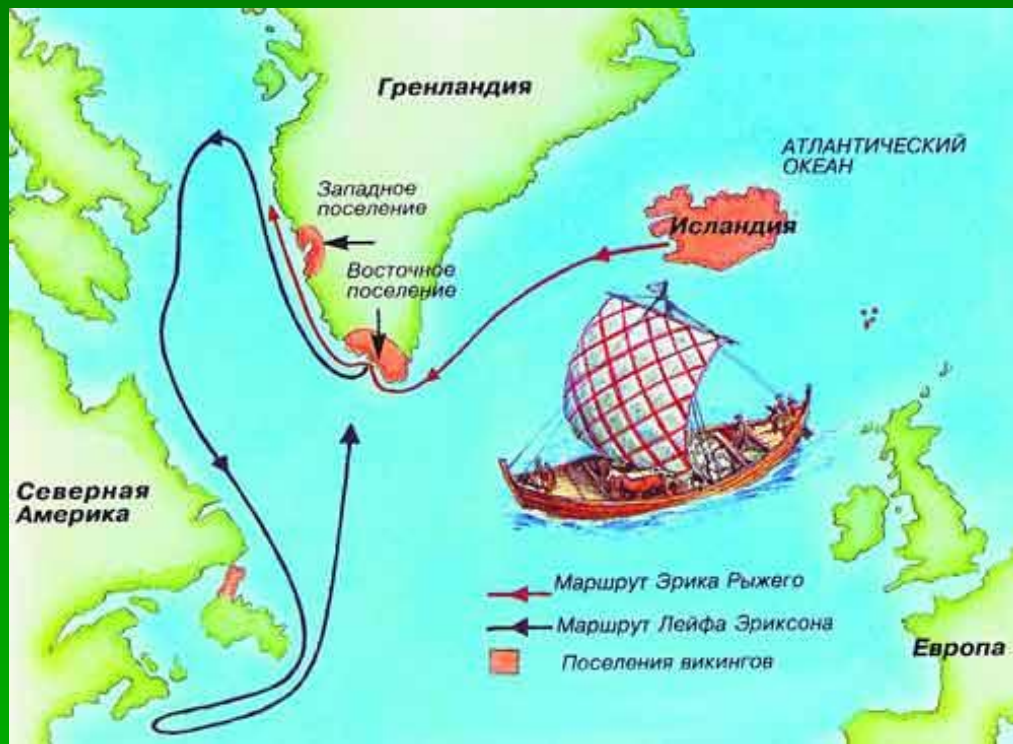 Гренландия
АТЛАНТИЧЕСКИЙ
ОКЕАН
Западное
поселение
Исландия
Восточное
поселение
Северная
Америка
Маршрут Эрика Рыжего
Маршрут Лейфа Эриксона
Европа
Поселения викингов